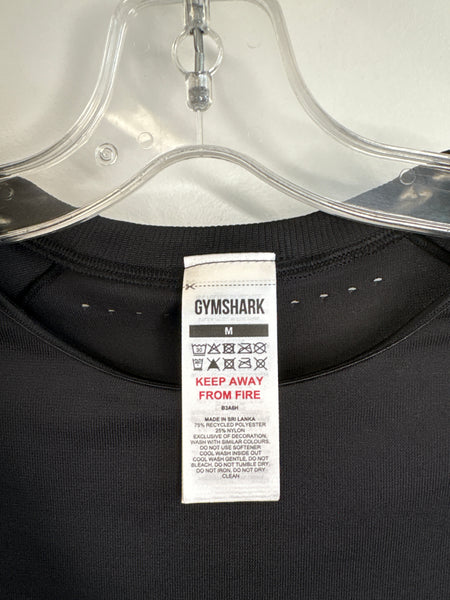 GYMSHARK
M
KEEP AWAY
FROM FIRE
B3A6H
MADE IN SRI LANKA
75% RECYCLED POLYESTER
25% NYLON
EXCLUSIVE OF DECORATION,
WASH WITH SIMILAR COLOURS,
DO NOT USE SOFTENER
COOL WASH INSIDE OUT
COOL WASH GENTLE, DO NOT
BLEACH, DO NOT TUMBLE DRY,
DO NOT IRON, DO NOT DRY
CLEAN